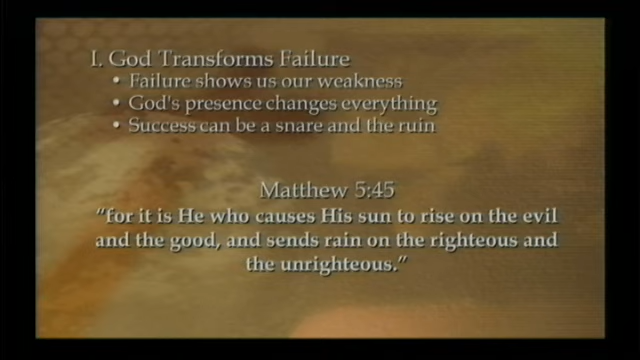 I. God Transforms Failure
• Failure shows us our weakness
• God's presence changes everything
• Success can be a snare and the ruin
Matthew 5:45
“for it is He who causes His sun to rise on the evil
and the good, and sends rain on the righteous and
the unrighteous.”